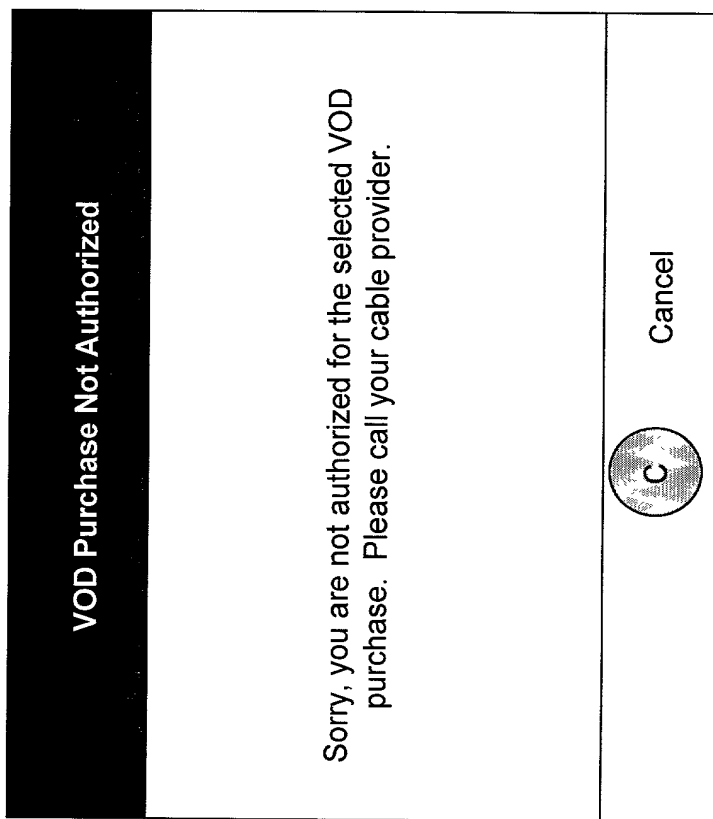 VOD Purchase Not Authorized
Sorry, you are not authorized for the selected VOD
purchase. Please call your cable provider.
C
Cancel